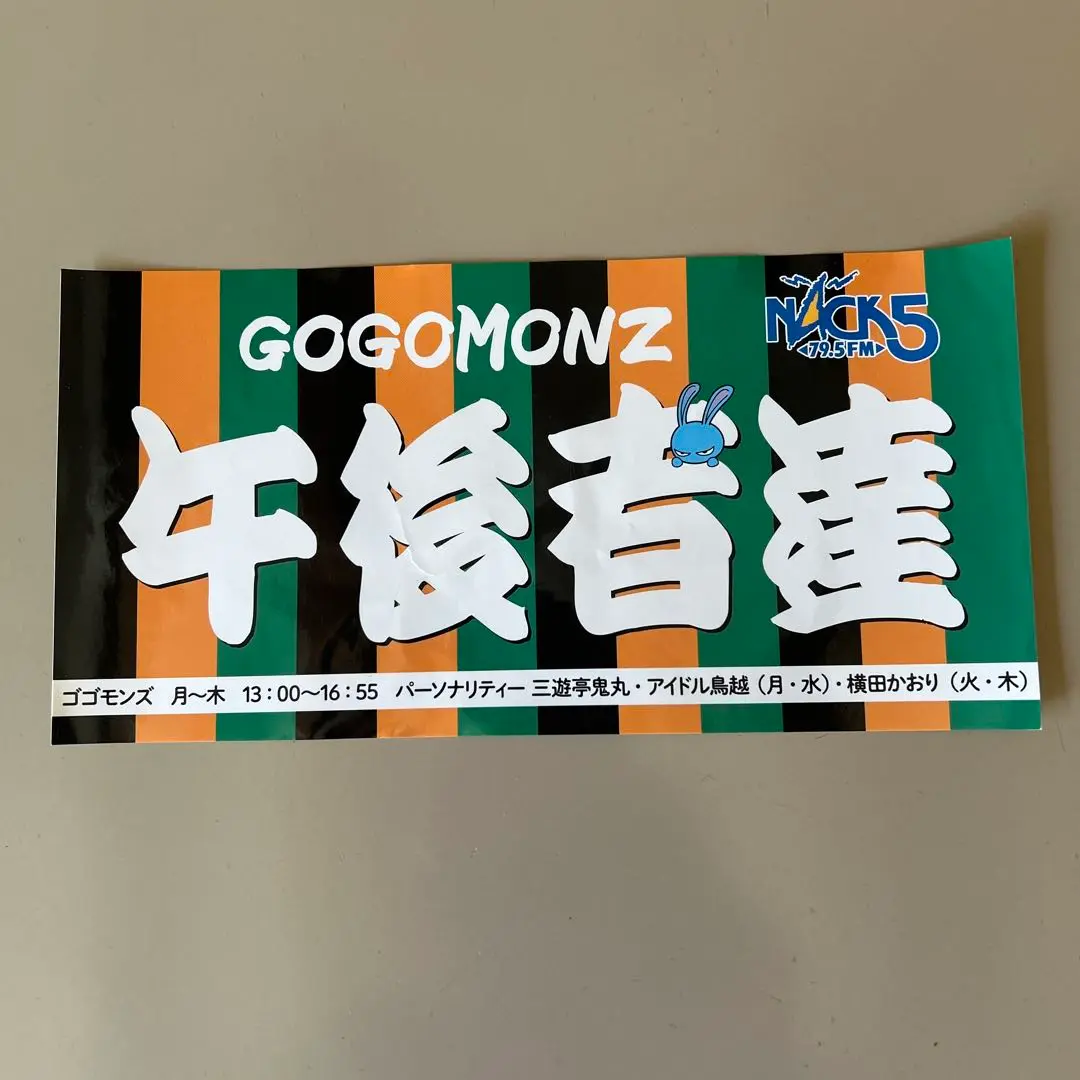 GOGOMONZ
NACK5
79.5FM
午後者達
ゴゴモンズ 月〜木 13:00〜16:55 パーソナリティー 三遊亭鬼丸・アイドル鳥越(月・水)・横田かおり(火・木)